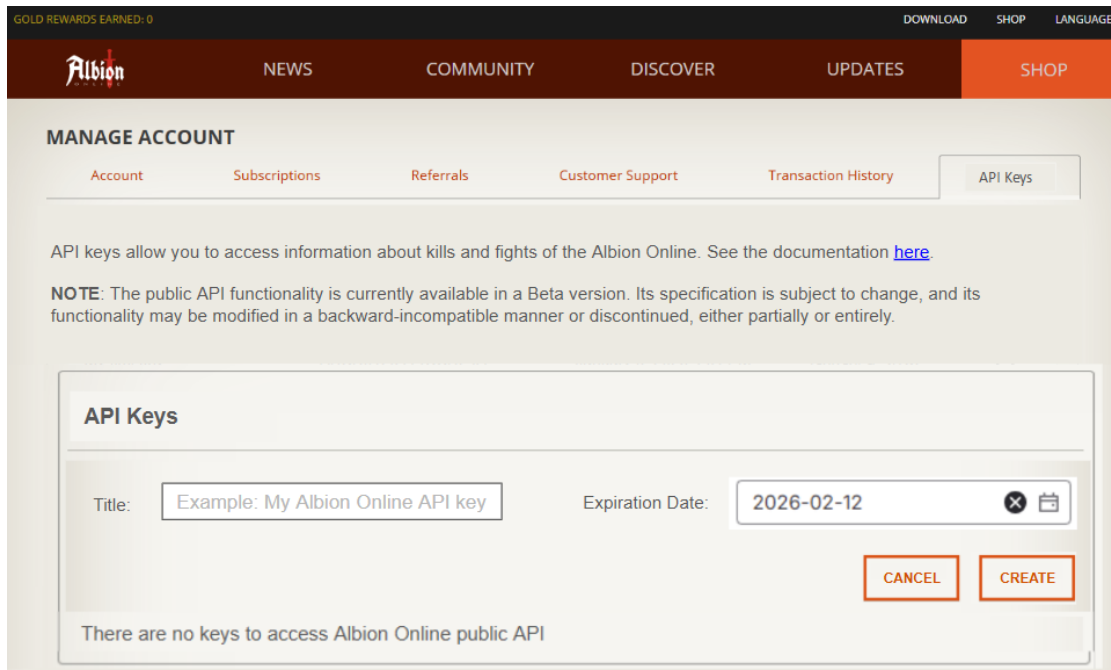 GOLD REWARDS EARNED: 0
DOWNLOAD SHOP LANGUAGE
Albion
ONLINE
NEWS COMMUNITY DISCOVER UPDATES SHOP
MANAGE ACCOUNT
Account Subscriptions Referrals Customer Support Transaction History API Keys
API keys allow you to access information about kills and fights of the Albion Online. See the documentation here.
NOTE: The public API functionality is currently available in a Beta version. Its specification is subject to change, and its
functionality may be modified in a backward-incompatible manner or discontinued, either partially or entirely.
API Keys
Title: Example: My Albion Online API key Expiration Date: 2026-02-12
CANCEL CREATE
There are no keys to access Albion Online public API